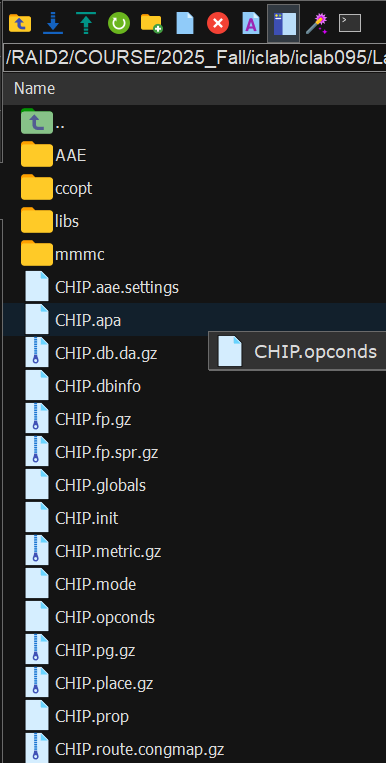 /RAID2/COURSE/2025_Fall/iclab/iclab095/La
Name
..
AAE
ccopt
libs
mmmc
CHIP.aae.settings
CHIP.apa
CHIP.opconds
CHIP.db.da.gz
CHIP.dbinfo
CHIP.fp.gz
CHIP.fp.spr.gz
CHIP.globals
CHIP.init
CHIP.metric.gz
CHIP.mode
CHIP.opconds
CHIP.pg.gz
CHIP.place.gz
CHIP.prop
CHIP.route.congmap.gz